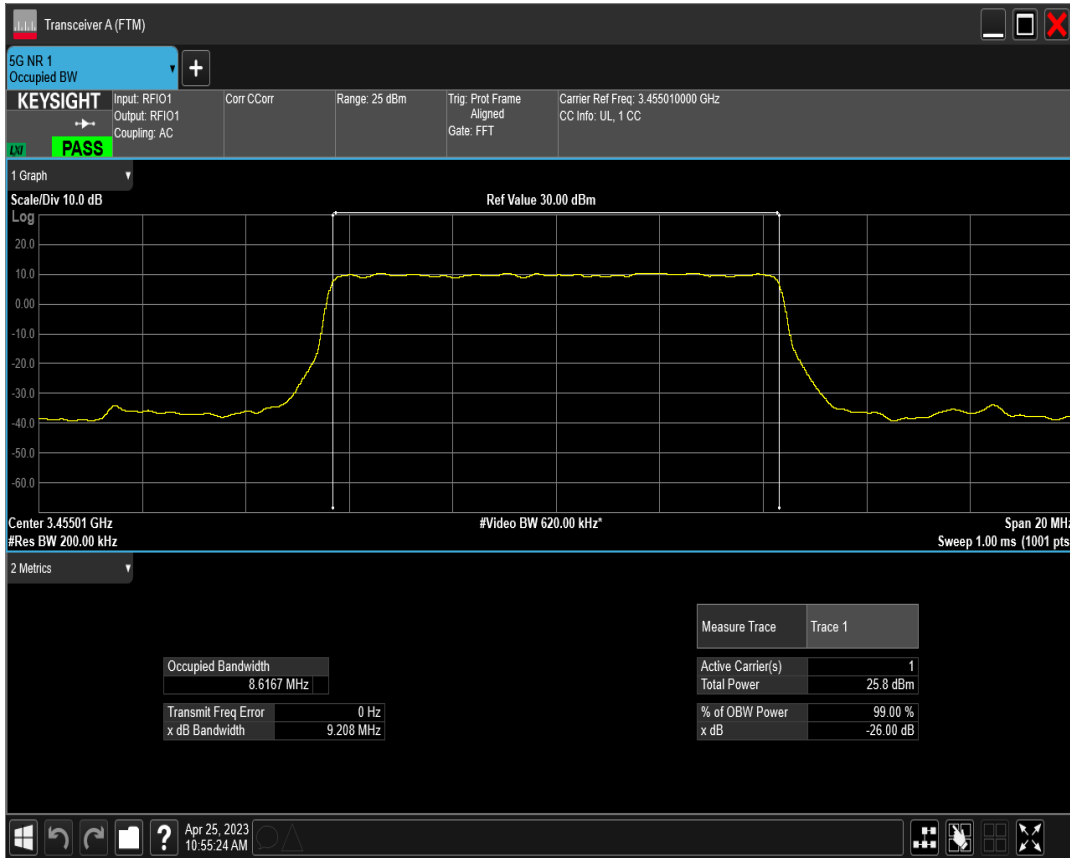 Transceiver A (FTM)
5G NR 1
Occupied BW
+
KEYSIGHT
LXI
PASS
Input: RFIO1
Output: RFIO1
Coupling: AC
Corr CCorr
Range: 25 dBm
Trig: Prot Frame
Aligned
Gate: FFT
Carrier Ref Freq: 3.455010000 GHz
CC Info: UL, 1 CC
1 Graph
Scale/Div 10.0 dB
Ref Value 30.00 dBm
Log
20.0
10.0
0.00
-10.0
-20.0
-30.0
-40.0
-50.0
-60.0
Center 3.45501 GHz
#Video BW 620.00 kHz*
Span 20 MHz
#Res BW 200.00 kHz
Sweep 1.00 ms (1001 pts
2 Metrics
Measure Trace Trace 1
Occupied Bandwidth
8.6167 MHz
Active Carrier(s) 1
Total Power 25.8 dBm
Transmit Freq Error 0 Hz
x dB Bandwidth 9.208 MHz
% of OBW Power 99.00 %
x dB -26.00 dB
?
Apr 25, 2023
10:55:24 AM